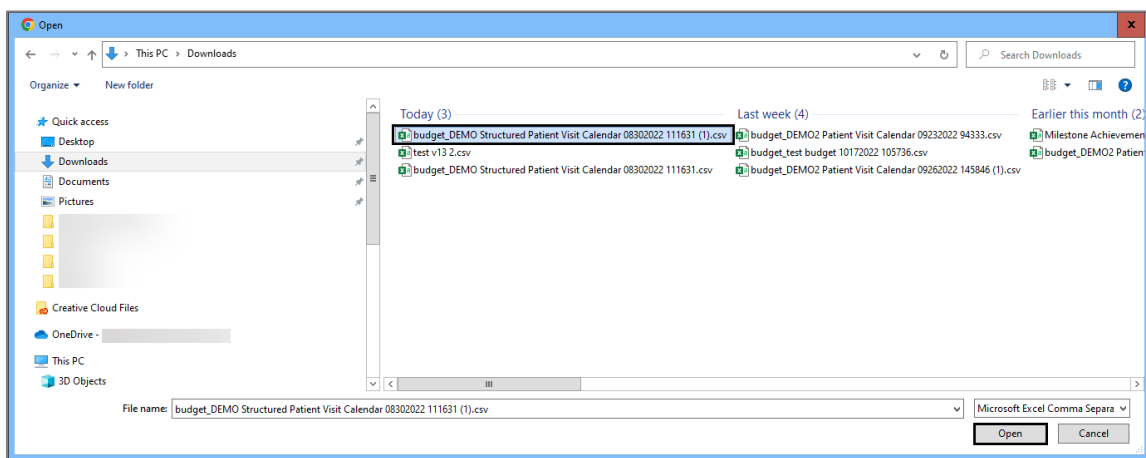 Open
This PC > Downloads
Search Downloads
Organize
New folder
Quick access
Desktop
Downloads
Documents
Pictures
Creative Cloud Files
OneDrive -
This PC
3D Objects
Today (3)
budget_DEMO Structured Patient Visit Calendar 08302022 111631 (1).csv
test v13 2.csv
budget_DEMO Structured Patient Visit Calendar 08302022 111631.csv
Last week (4)
budget_DEMO2 Patient Visit Calendar 09232022 94333.csv
budget_test budget 10172022 105736.csv
budget_DEMO2 Patient Visit Calendar 09262022 145846 (1).csv
Earlier this month (2)
Milestone Achievemen
budget_DEMO2 Patien
File name: budget_DEMO Structured Patient Visit Calendar 08302022 111631 (1).csv
Microsoft Excel Comma Separa
Open
Cancel